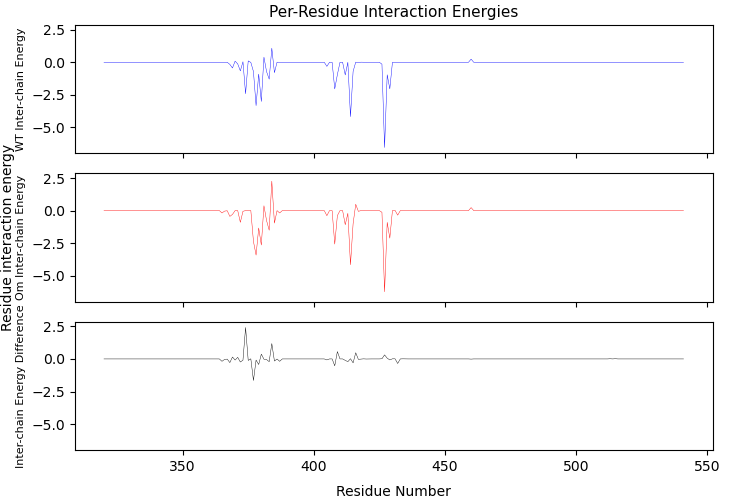 Per-Residue Interaction Energies
Residue interaction energy
WT Inter-chain Energy
2.5
0.0
−2.5
−5.0
Om Inter-chain Energy
2.5
0.0
−2.5
−5.0
Inter-chain Energy Difference
2.5
0.0
−2.5
−5.0
350
400
450
500
550
Residue Number